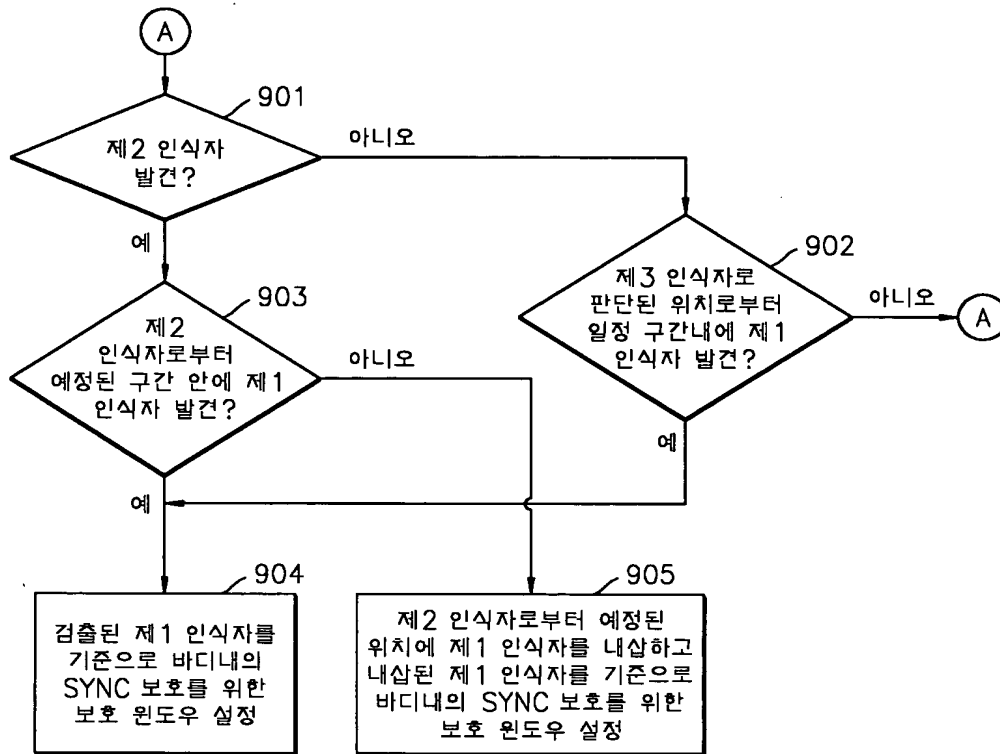 A
901
제2 인식자
발견?
아니오
예
902
제3 인식자로
판단된 위치로부터
일정 구간내에 제1
인식자 발견?
아니오
A
예
903
제2
인식자로부터
예정된 구간 안에 제1
인식자 발견?
아니오
예
904
검출된 제1 인식자를
기준으로 바디내의
SYNC 보호를 위한
보호 윈도우 설정
905
제2 인식자로부터 예정된
위치에 제1 인식자를 내삽하고
내삽된 제1 인식자를 기준으로
바디내의 SYNC 보호를 위한
보호 윈도우 설정